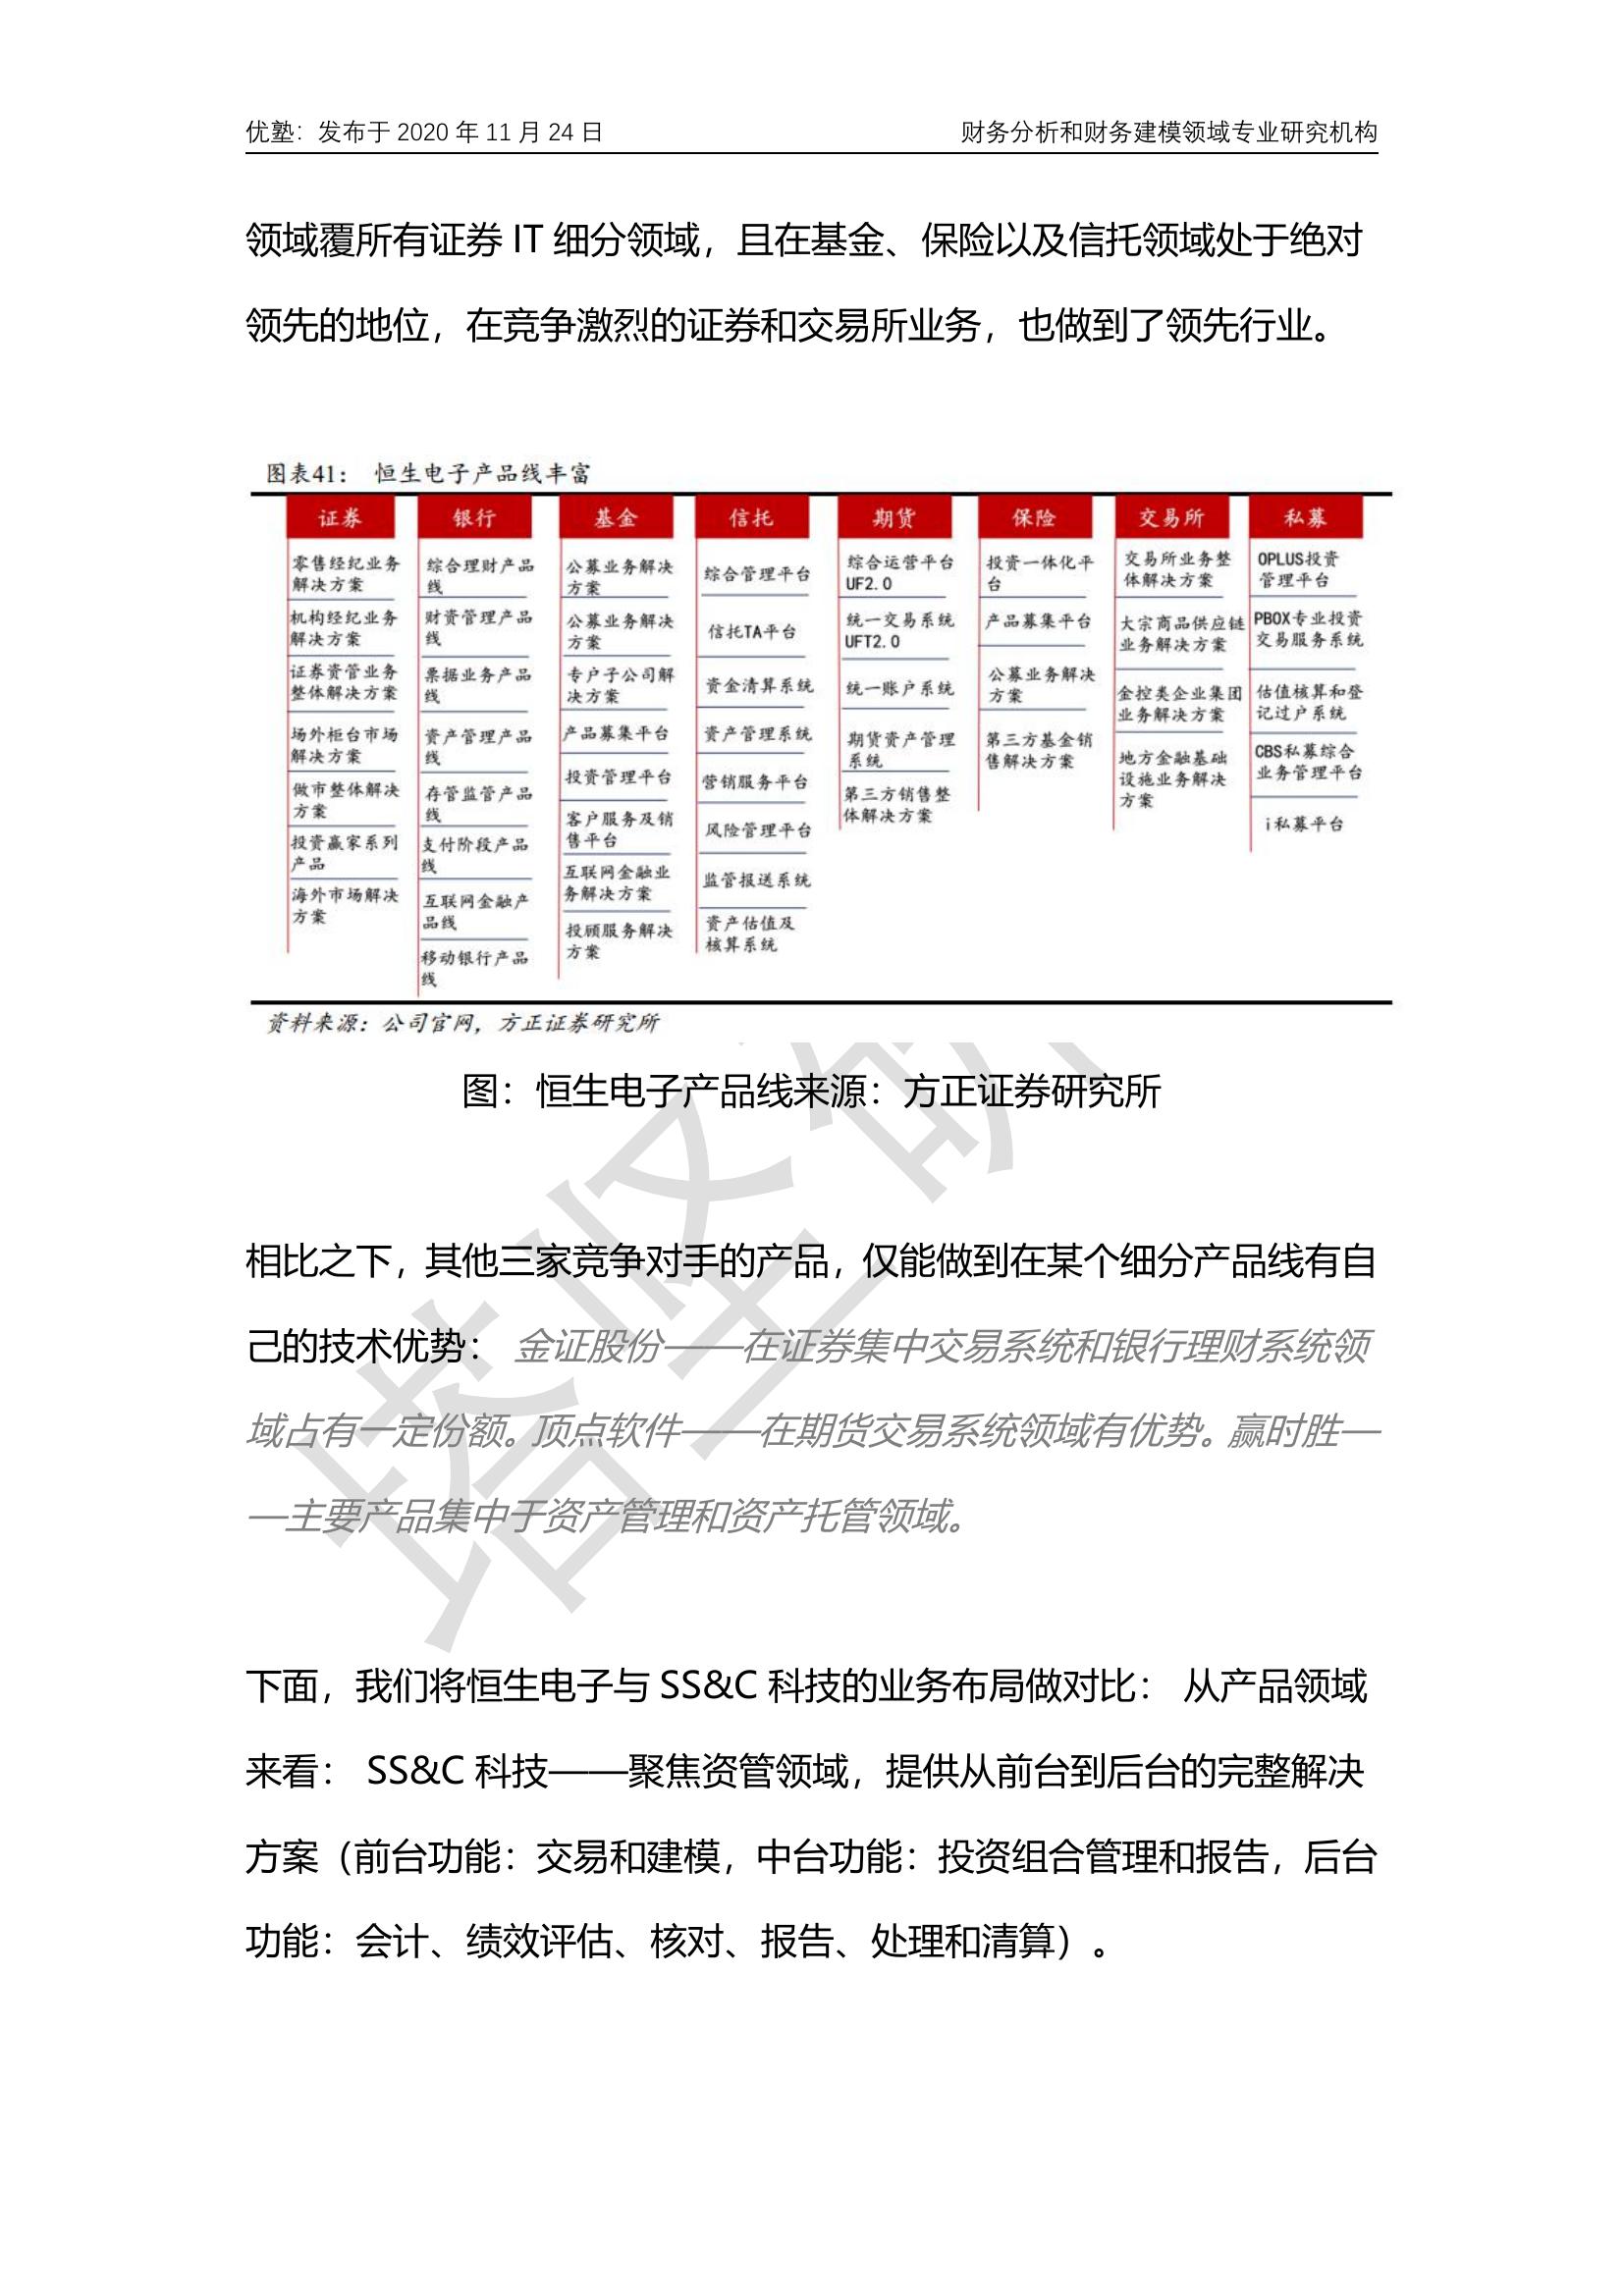 优塾：发布于 2020 年 11 月 24 日
财务分析和财务建模领域专业研究机构
领域覆所有证券 IT 细分领域，且在基金、保险以及信托领域处于绝对
领先的地位，在竞争激烈的证券和交易所业务，也做到了领先行业。
图表41： 恒生电子产品线丰富
证券
零售经纪业务
解决方案
机构经纪业务
解决方案
证券资管业务
整体解决方案
场外柜台市场
解决方案
做市整体解决
方案
投资赢家系列
产品
海外市场解决
方案
银行
综合理财产品
线
财资管理产品
线
票据业务产品
线
资产管理产品
线
存管监管产品
线
支付阶段产品
线
互联网金融产
品线
移动银行产品
线
基金
公募业务解决
方案
公募业务解决
方案
专户子公司解
决方案
产品募集平台
投资管理平台
客户服务及销
售平台
互联网金融业
务解决方案
投顾服务解决
方案
信托
综合管理平台
信托TA平台
资金清算系统
资产管理系统
营销服务平台
风险管理平台
监管报送系统
资产估值及
核算系统
期货
综合运营平台
UF2.0
统一交易系统
UFT2.0
统一账户系统
期货资产管理
系统
第三方销售整
体解决方案
保险
投资一体化平
台
产品募集平台
公募业务解决
方案
第三方基金销
售解决方案
交易所
交易所业务整
体解决方案
大宗商品供应链
业务解决方案
金控类企业集团
业务解决方案
地方金融基础
设施业务解决
方案
私募
OPLUS投资
管理平台
PBOX专业投资
交易服务系统
估值核算和登
记过户系统
CBS私募综合
业务管理平台
i私募平台
资料来源：公司官网，方正证券研究所
图：恒生电子产品线来源：方正证券研究所
相比之下，其他三家竞争对手的产品，仅能做到在某个细分产品线有自
己的技术优势： 金证股份——在证券集中交易系统和银行理财系统领
域占有一定份额。顶点软件——在期货交易系统领域有优势。赢时胜—
—主要产品集中于资产管理和资产托管领域。
下面，我们将恒生电子与 SS&C 科技的业务布局做对比： 从产品领域
来看： SS&C 科技——聚焦资管领域，提供从前台到后台的完整解决
方案（前台功能：交易和建模，中台功能：投资组合管理和报告，后台
功能：会计、绩效评估、核对、报告、处理和清算）。
塔坚